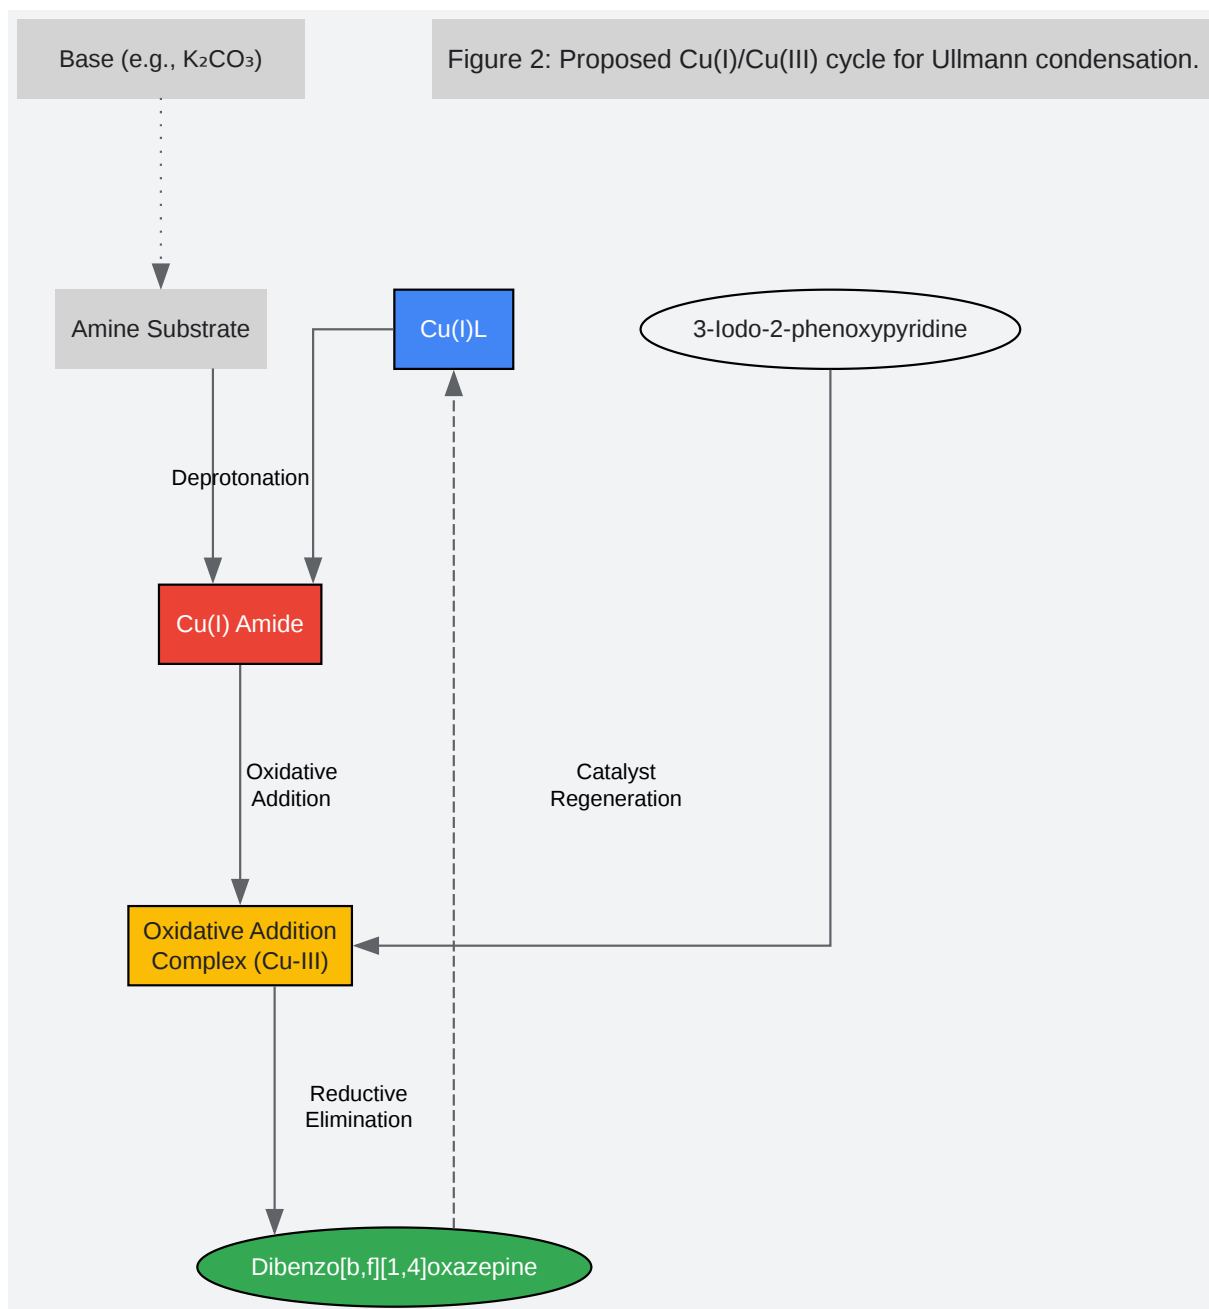 Base (e.g., K₂CO₃)
Figure 2: Proposed Cu(I)/Cu(III) cycle for Ullmann condensation.
Amine Substrate
Cu(I)L
3-Iodo-2-phenoxypyridine
Deprotonation
Cu(I) Amide
Oxidative
Addition
Catalyst
Regeneration
Oxidative Addition
Complex (Cu-III)
Reductive
Elimination
Dibenzo[b,f][1,4]oxazepine